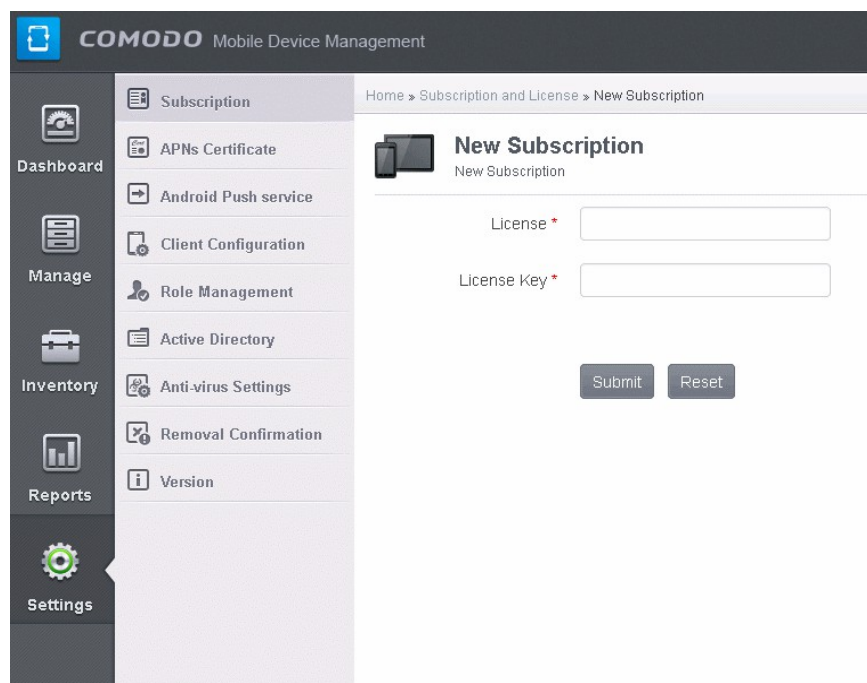 COMODO Mobile Device Management
Dashboard
Manage
Inventory
Reports
Settings
Subscription
APNs Certificate
Android Push service
Client Configuration
Role Management
Active Directory
Anti-virus Settings
Removal Confirmation
Version
Home » Subscription and License » New Subscription
New Subscription
New Subscription
License *
License Key *
Submit Reset